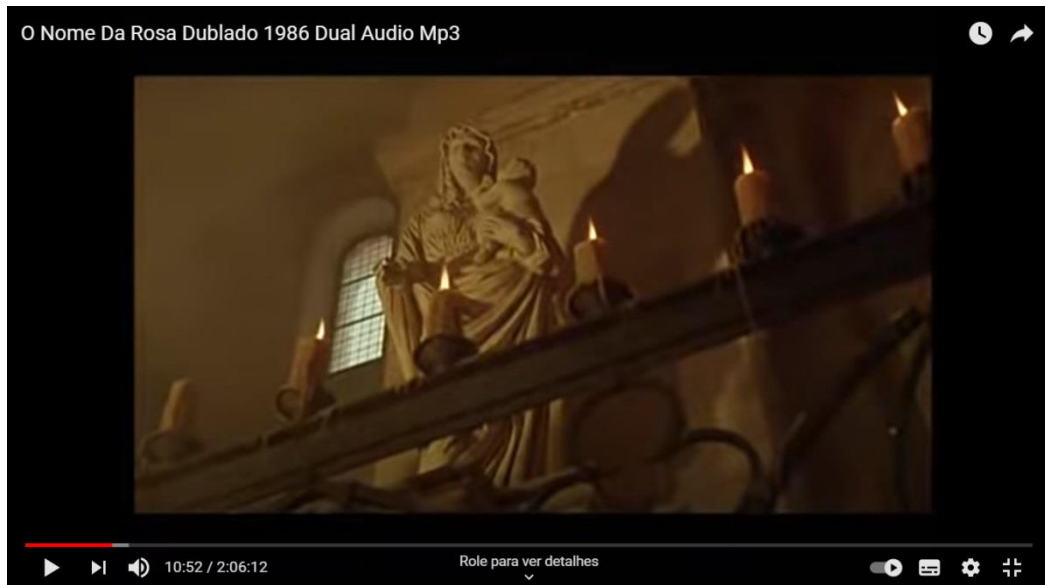 O Nome Da Rosa Dublado 1986 Dual Audio Mp3
10:52 / 2:06:12
Role para ver detalhes